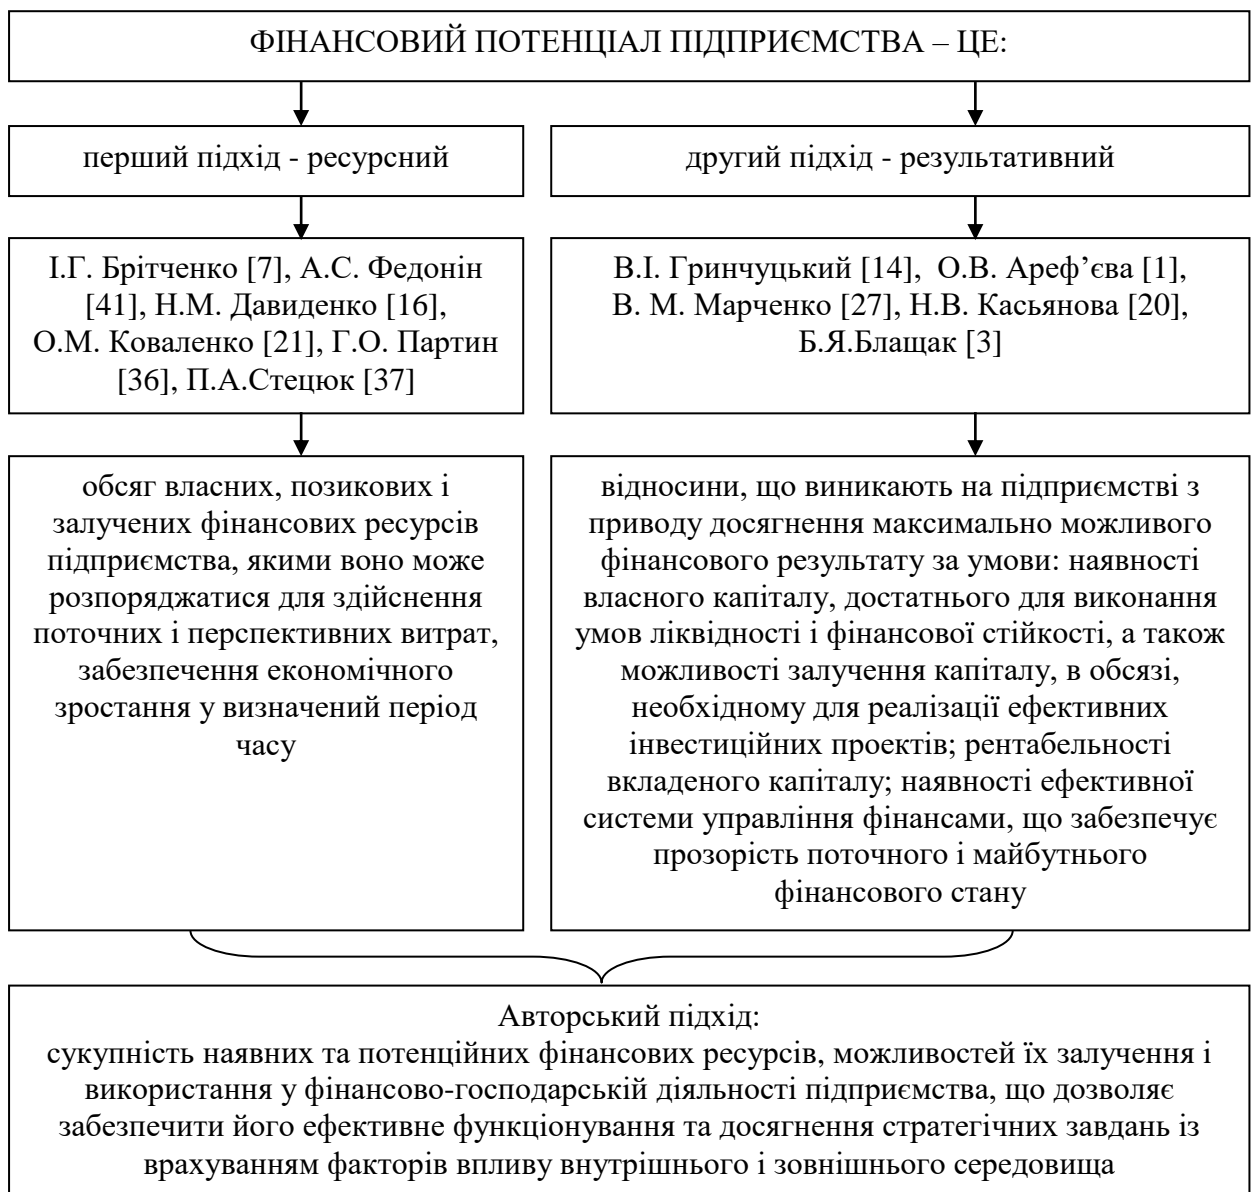 ФІНАНСОВИЙ ПОТЕНЦІАЛ ПІДПРИЄМСТВА – ЦЕ:
перший підхід - ресурсний
другий підхід - результативний
І.Г. Брітченко [7], А.С. Федонін
[41], Н.М. Давиденко [16],
О.М. Коваленко [21], Г.О. Партин
[36], П.А.Стецюк [37]
В.І. Гринчуцький [14], О.В. Ареф’єва [1],
В. М. Марченко [27], Н.В. Касьянова [20],
Б.Я.Блащак [3]
обсяг власних, позикових і
залучених фінансових ресурсів
підприємства, якими воно може
розпоряджатися для здійснення
поточних і перспективних витрат,
забезпечення економічного
зростання у визначений період
часу
відносини, що виникають на підприємстві з
приводу досягнення максимально можливого
фінансового результату за умови: наявності
власного капіталу, достатнього для виконання
умов ліквідності і фінансової стійкості, а також
можливості залучення капіталу, в обсязі,
необхідному для реалізації ефективних
інвестиційних проектів; рентабельності
вкладеного капіталу; наявності ефективної
системи управління фінансами, що забезпечує
прозорість поточного і майбутнього
фінансового стану
Авторський підхід:
сукупність наявних та потенційних фінансових ресурсів, можливостей їх залучення і
використання у фінансово-господарській діяльності підприємства, що дозволяє
забезпечити його ефективне функціонування та досягнення стратегічних завдань із
врахуванням факторів впливу внутрішнього і зовнішнього середовища